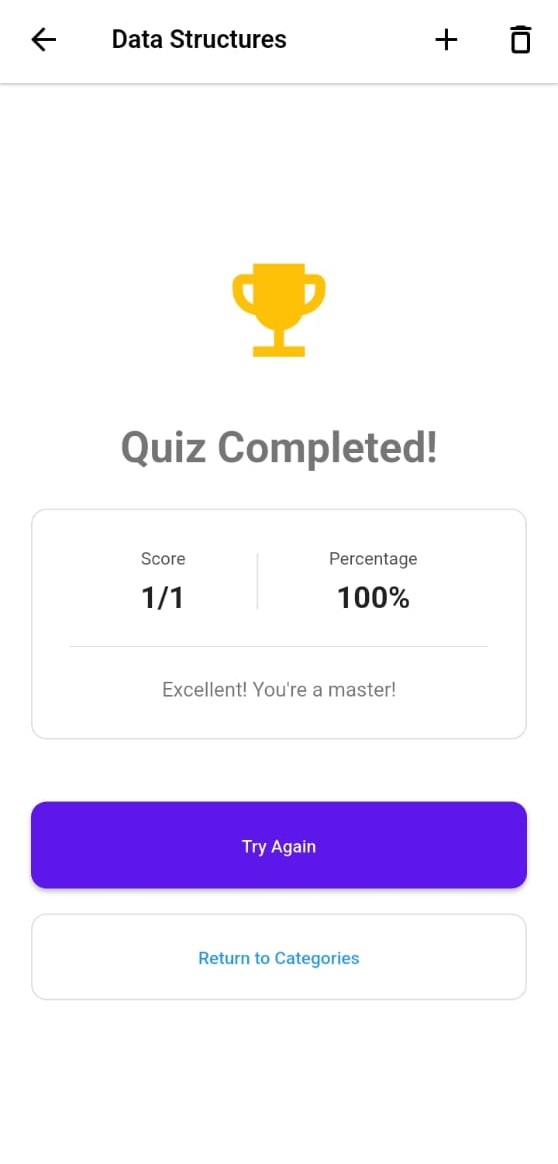 Data Structures
Quiz Completed!
Score
1/1
Percentage
100%
Excellent! You're a master!
Try Again
Return to Categories